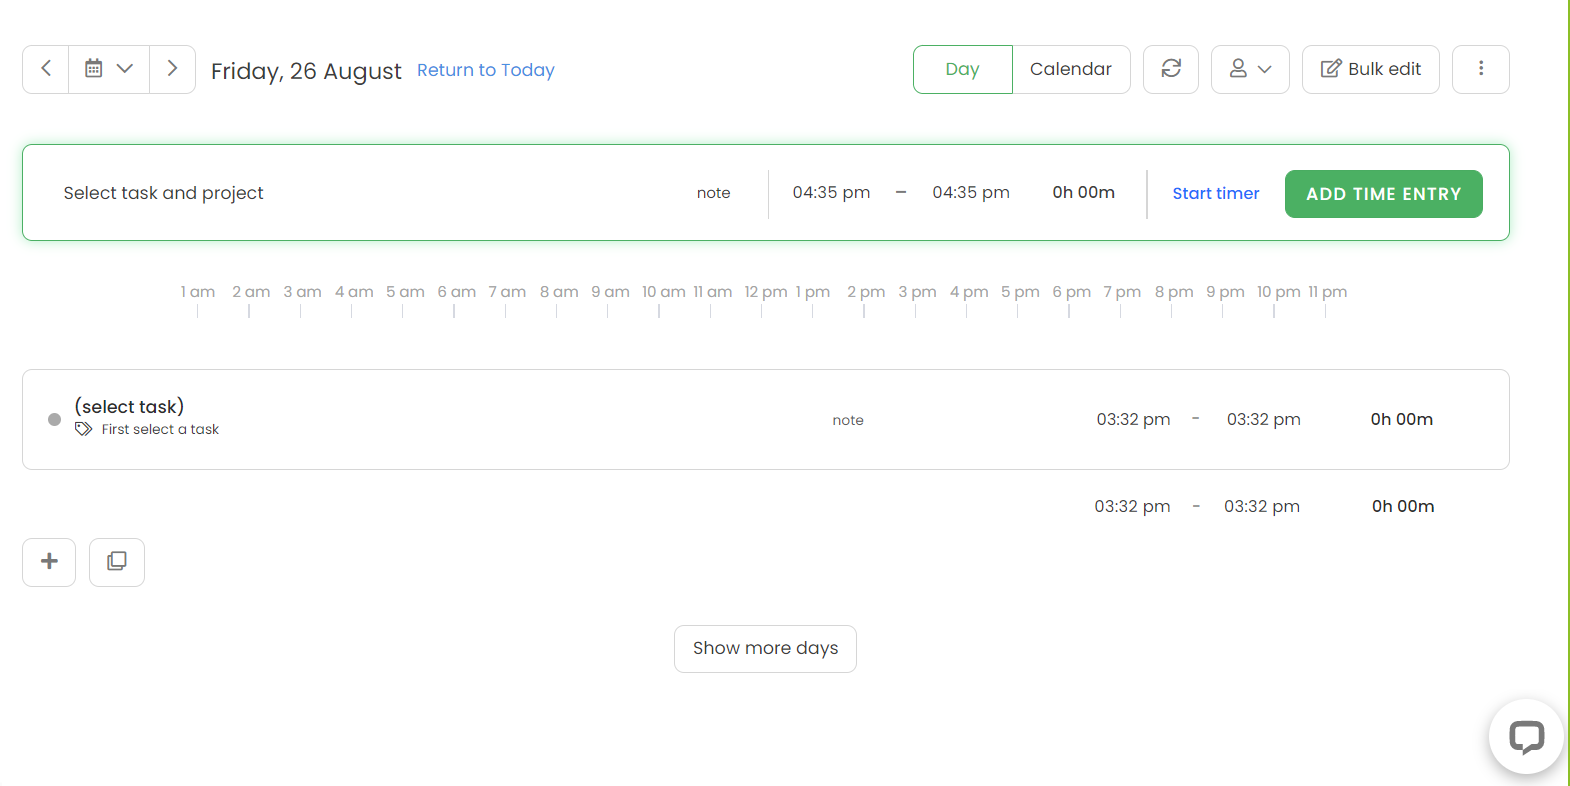 Friday, 26 August Return to Today Day Calendar Bulk edit
Select task and project note 04:35 pm – 04:35 pm 0h 00m Start timer ADD TIME ENTRY
1 am 2 am 3 am 4 am 5 am 6 am 7 am 8 am 9 am 10 am 11 am 12 pm 1 pm 2 pm 3 pm 4 pm 5 pm 6 pm 7 pm 8 pm 9 pm 10 pm 11 pm
(select task)
First select a task note 03:32 pm - 03:32 pm 0h 00m
03:32 pm - 03:32 pm 0h 00m
Show more days